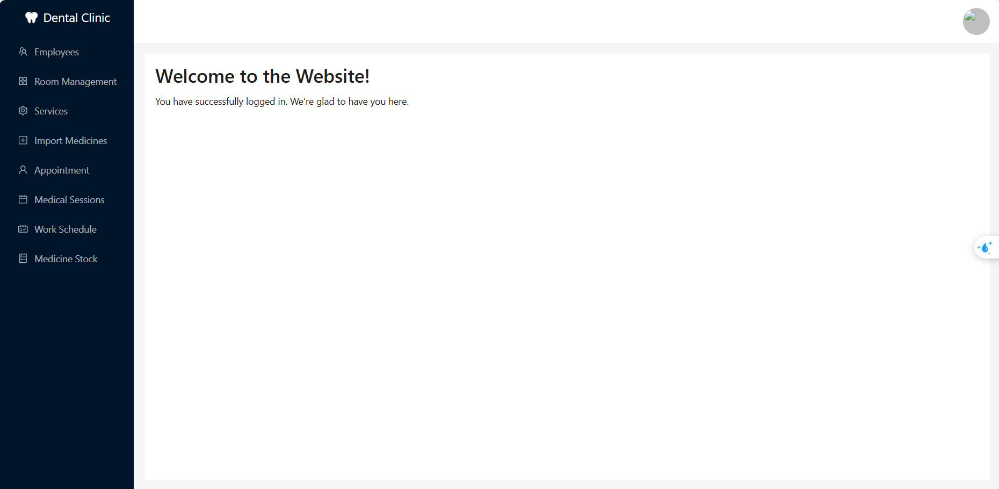 Dental Clinic
Employees
Room Management
Services
Import Medicines
Appointment
Medical Sessions
Work Schedule
Medicine Stock
Welcome to the Website!
You have successfully logged in. We're glad to have you here.